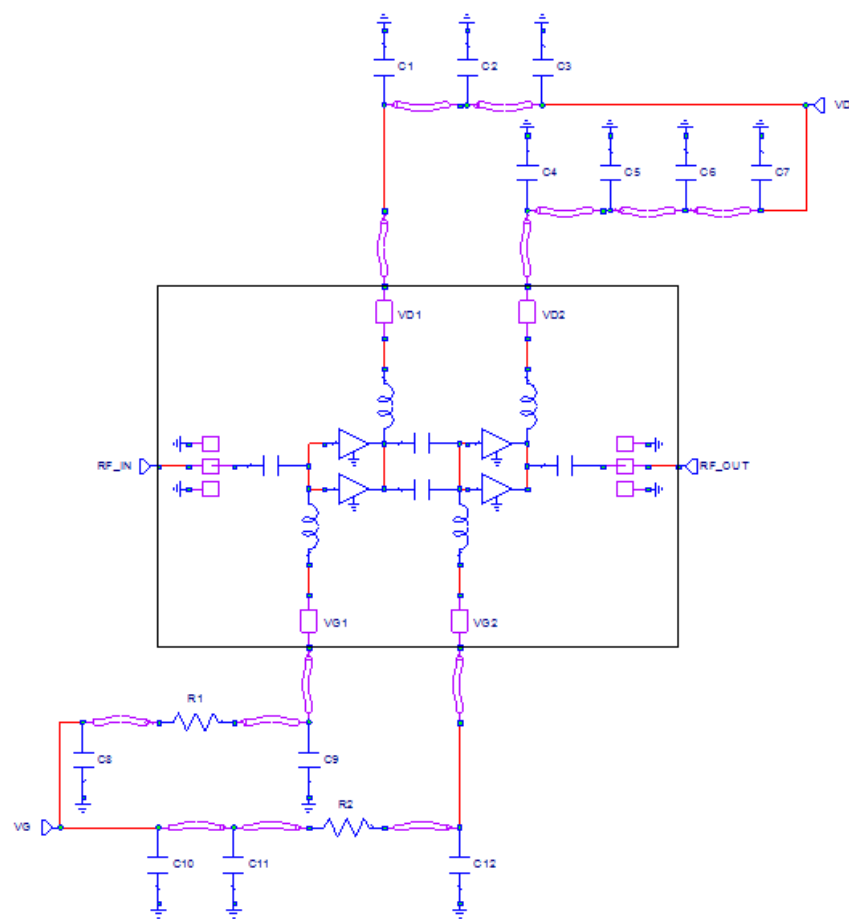 C1 C2 C3
VD
C4 C5 C6 C7
VD1 VD2
RF_IN RF_OUT
VG1 VG2
R1
C8 C9
R2
VG
C10 C11 C12